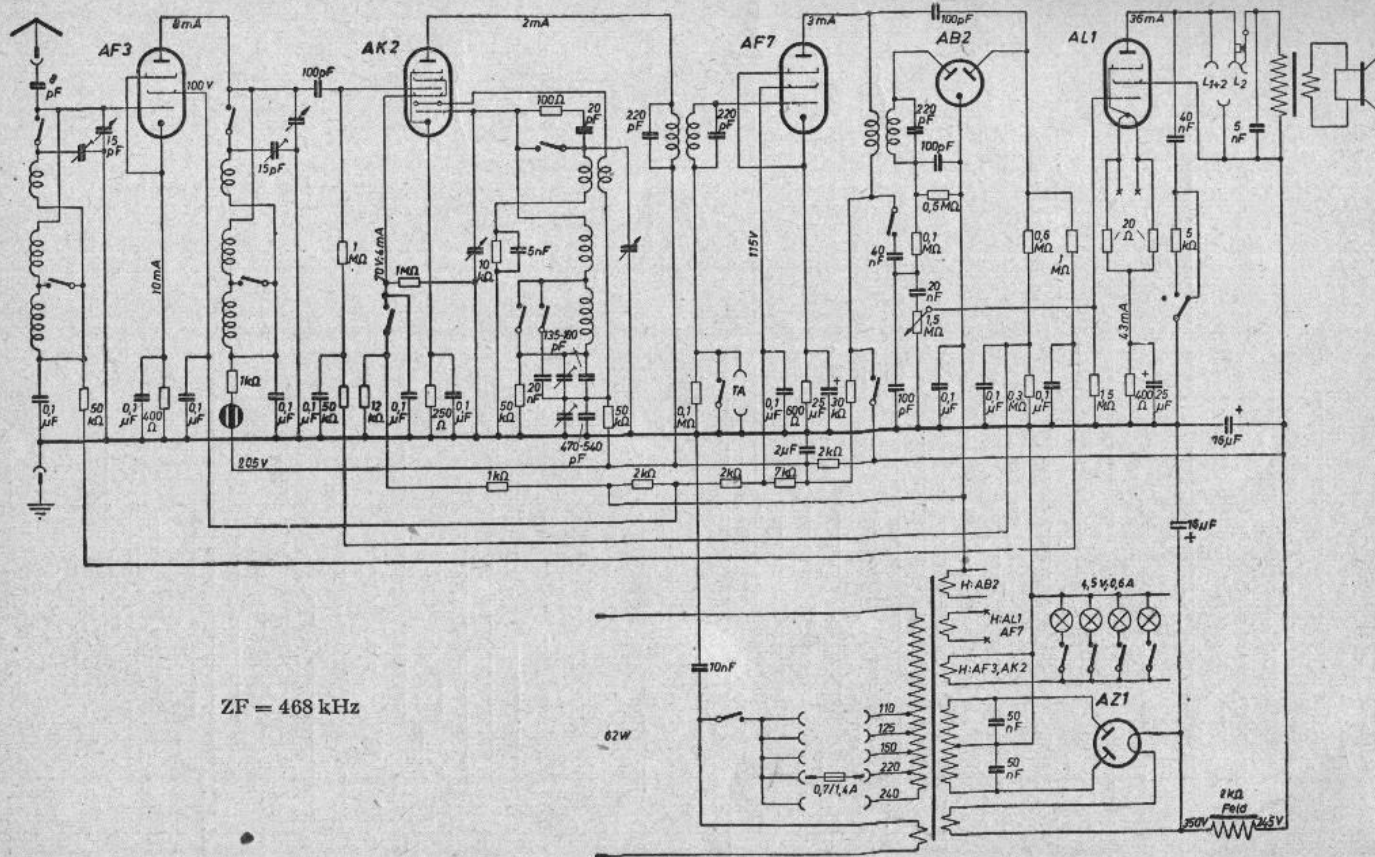 8mA
2mA
3mA
100pF
36mA
AF3
AK2
AF7
AB2
AL1
8
pF
100V
100pF
100Ω
20
pF
220
pF
220
pF
220
pF
100pF
40
nF
L1+2
L2
5
nF
15
pF
15pF
0,5MΩ
1
MΩ
70V:4mA
1MΩ
10
kΩ
5nF
115V
40
nF
0,1
MΩ
0,6
MΩ
1
MΩ
20
Ω
5
kΩ
10mA
20
nF
1,5
MΩ
43mA
135-180
pF
1kΩ
0,1
µF
50
kΩ
0,1
µF
400
Ω
0,1
µF
0,1
µF
0,1
µF
50
kΩ
12
kΩ
0,1
µF
250
Ω
0,1
µF
50
kΩ
20
nF
50
kΩ
0,1
MΩ
TA
0,1
µF
600
Ω
25
µF
+
30
kΩ
100
pF
0,1
µF
0,1
µF
0,3
MΩ
0,1
µF
1,5
MΩ
400
Ω
+
25
µF
470-540
pF
+
16µF
205V
2µF
2kΩ
1kΩ
2kΩ
2kΩ
7kΩ
16µF
+
H:AB2
4,5V;0,6A
H:AL1
AF7
10nF
H:AF3,AK2
ZF = 468 kHz
AZ1
62W
110
125
150
220
240
0,7/1,4A
50
nF
50
nF
2kΩ
Feld
350V
245V